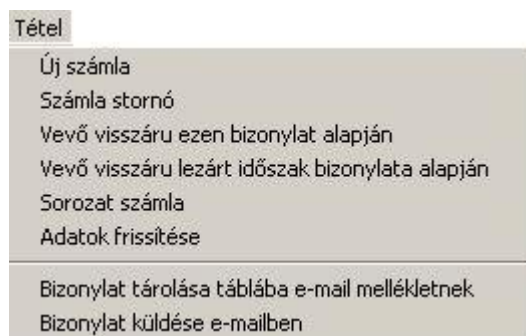 Tétel
Új számla
Számla stornó
Vevő visszáru ezen bizonylat alapján
Vevő visszáru lezárt időszak bizonylata alapján
Sorozat számla
Adatok frissítése
Bizonylat tárolása táblába e-mail mellékletnek
Bizonylat küldése e-mailben